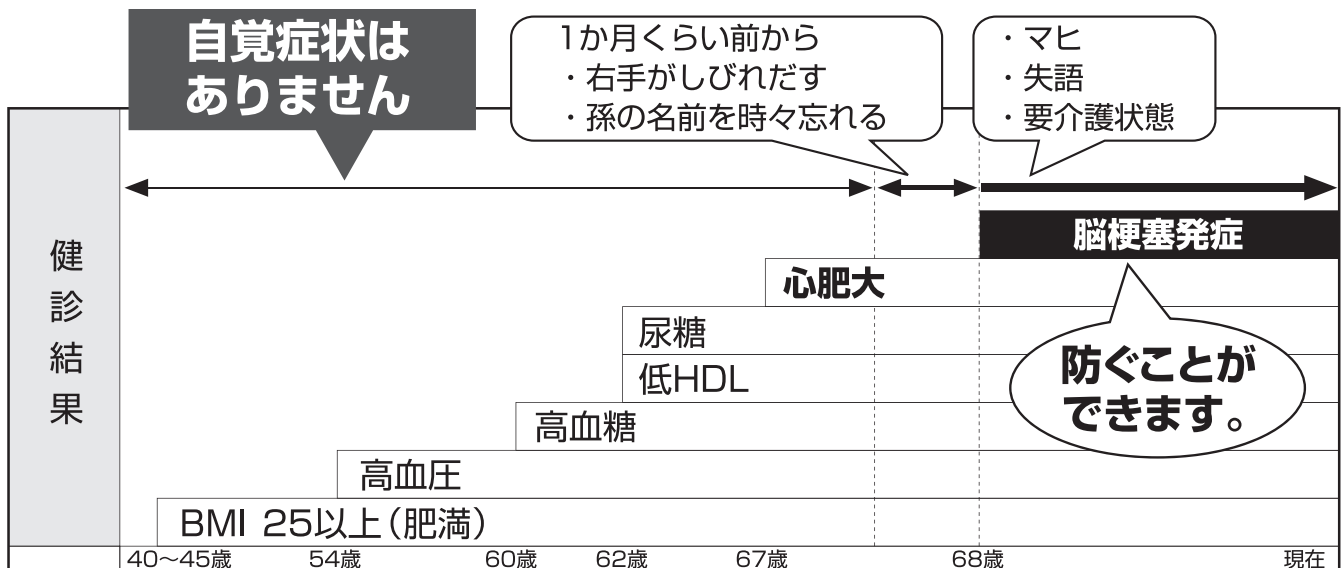 自覚症状は
ありません
1か月くらい前から
・右手がしびれだす
・孫の名前を時々忘れる
・マヒ
・失語
・要介護状態
健診結果
脳梗塞発症
心肥大
尿糖
低HDL
高血糖
高血圧
BMI 25以上(肥満)
防ぐことが
できます。
40～45歳 54歳 60歳 62歳 67歳 68歳 現在